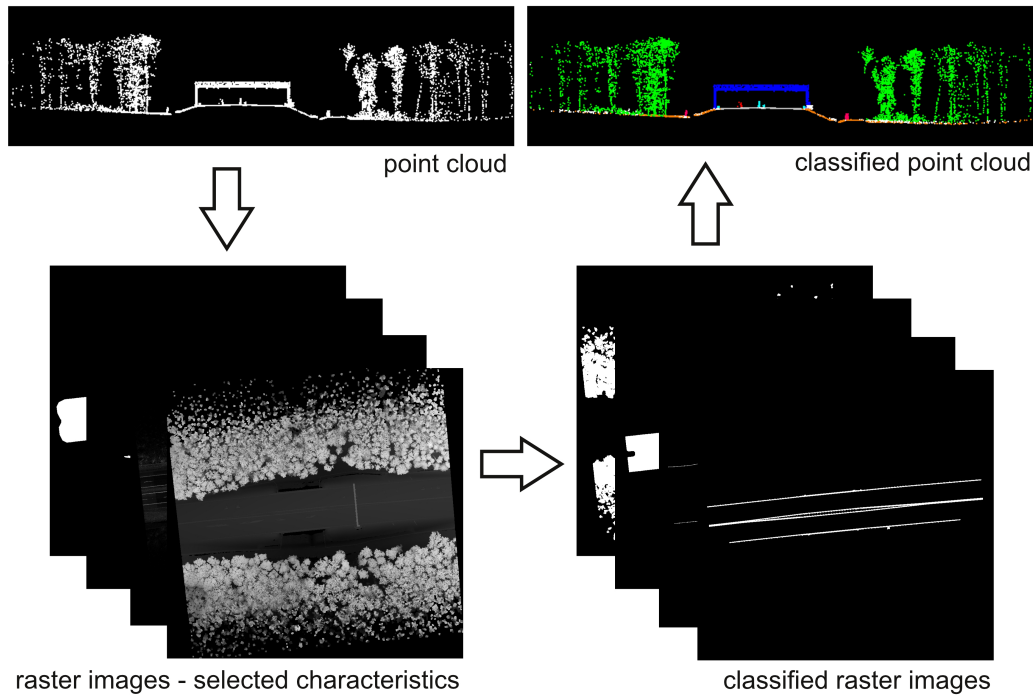 point cloud
classified point cloud
raster images - selected characteristics
classified raster images